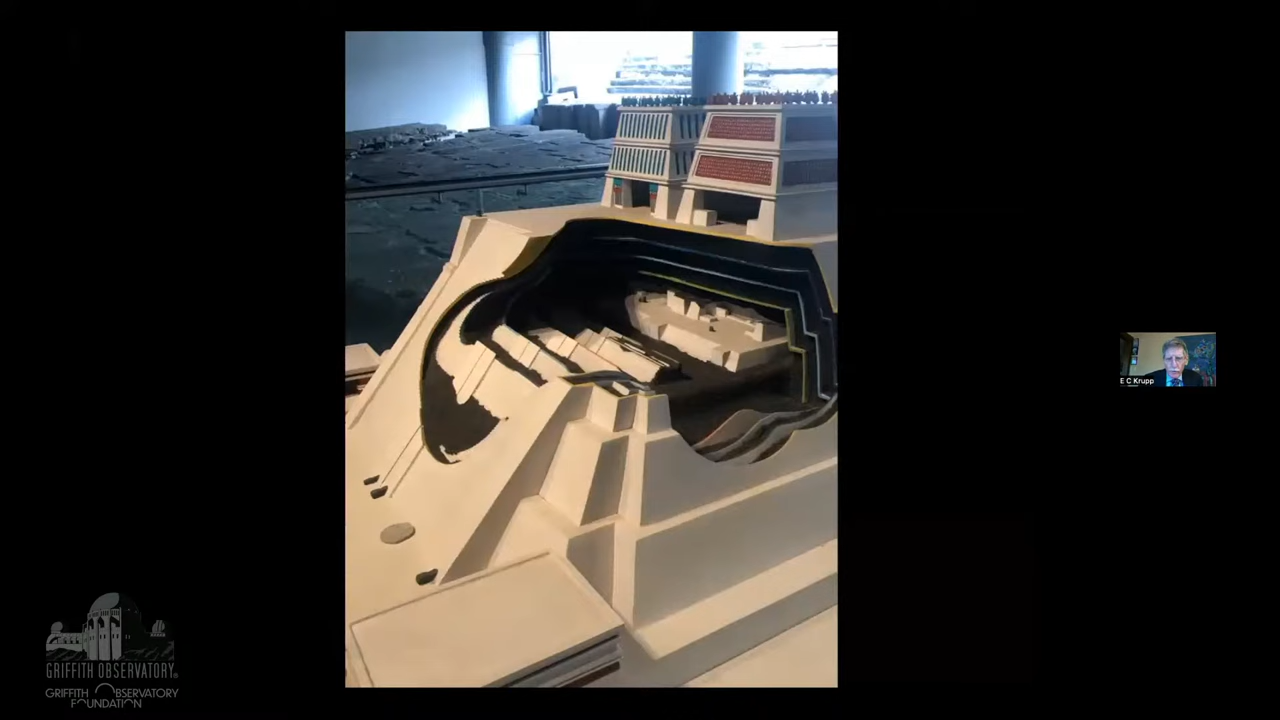 E C Krupp
GRIFFITH OBSERVATORY®
GRIFFITH OBSERVATORY
FOUNDATION